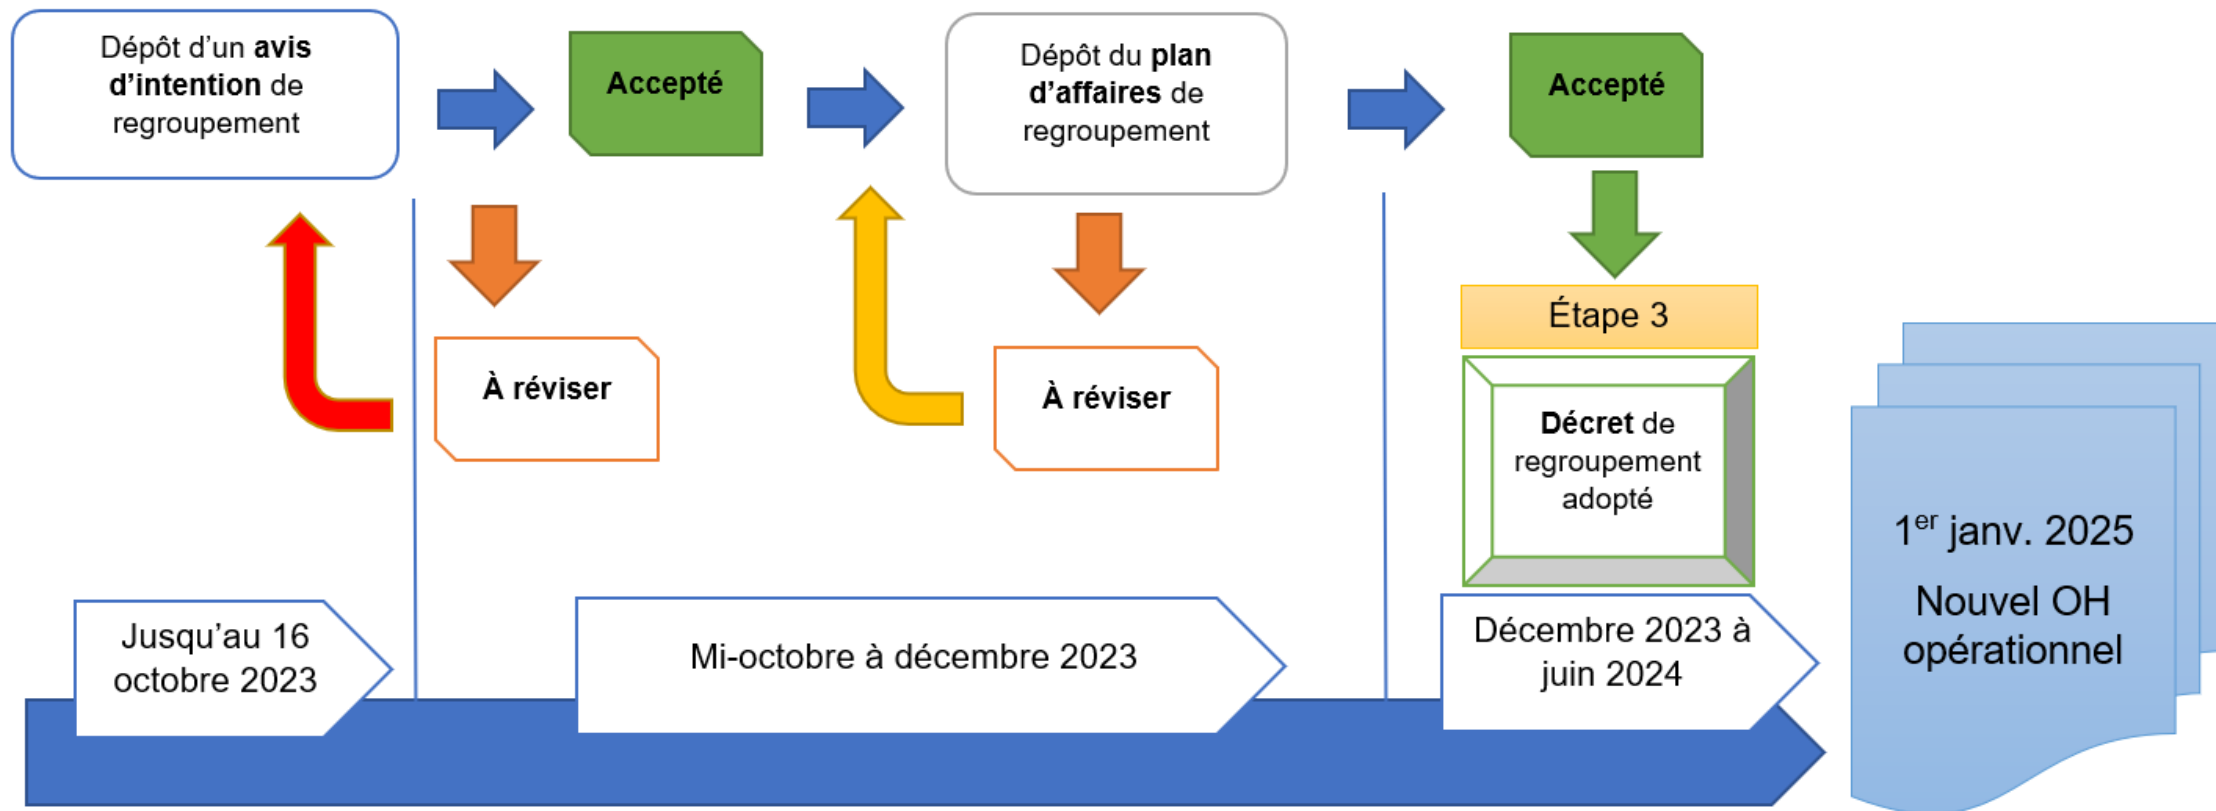 Dépôt d’un avis
d’intention de
regroupement
Accepté
Dépôt du plan
d’affaires de
regroupement
Accepté
À réviser
À réviser
Étape 3
Décret de
regroupement
adopté
Jusqu’au 16
octobre 2023
Mi-octobre à décembre 2023
Décembre 2023 à
juin 2024
1er janv. 2025
Nouvel OH
opérationnel